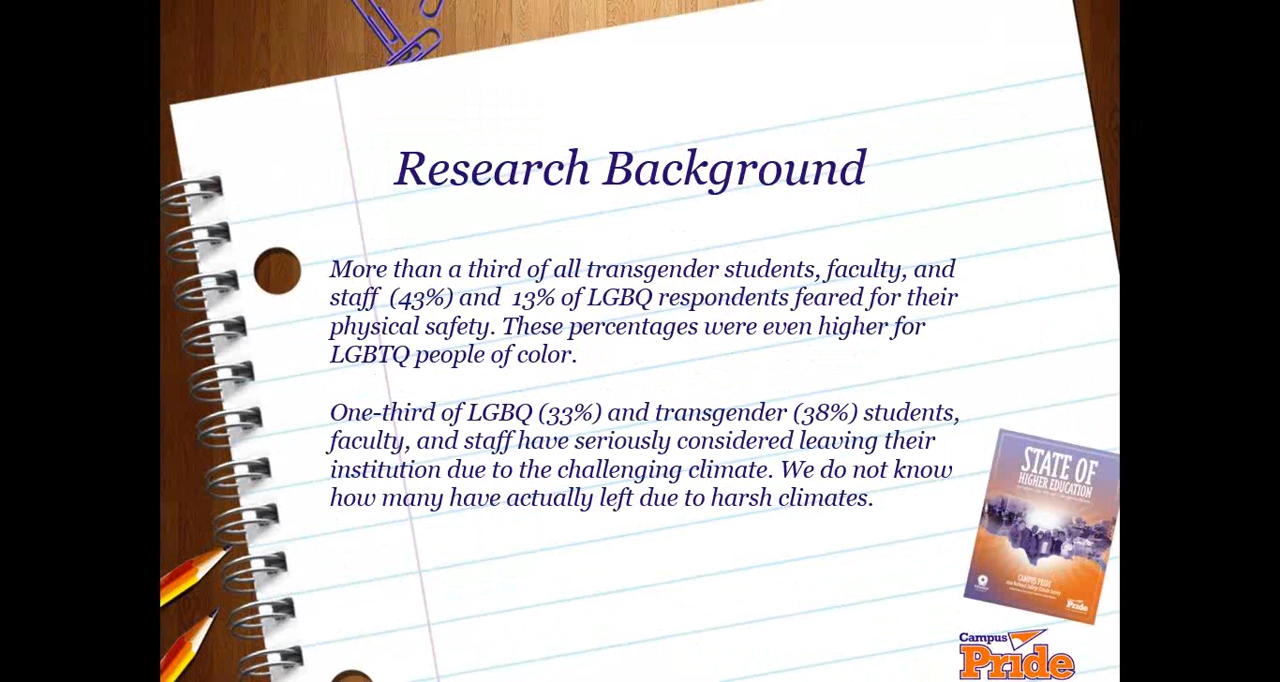 Research Background
More than a third of all transgender students, faculty, and
staff  (43%) and  13% of LGBQ respondents feared for their
physical safety. These percentages were even higher for
LGBTQ people of color.
One-third of LGBQ (33%) and transgender (38%) students,
faculty, and staff have seriously considered leaving their
institution due to the challenging climate. We do not know
how many have actually left due to harsh climates.
STATE OF
HIGHER EDUCATION
CAMPUS PRIDE
Pride
Campus
Pride